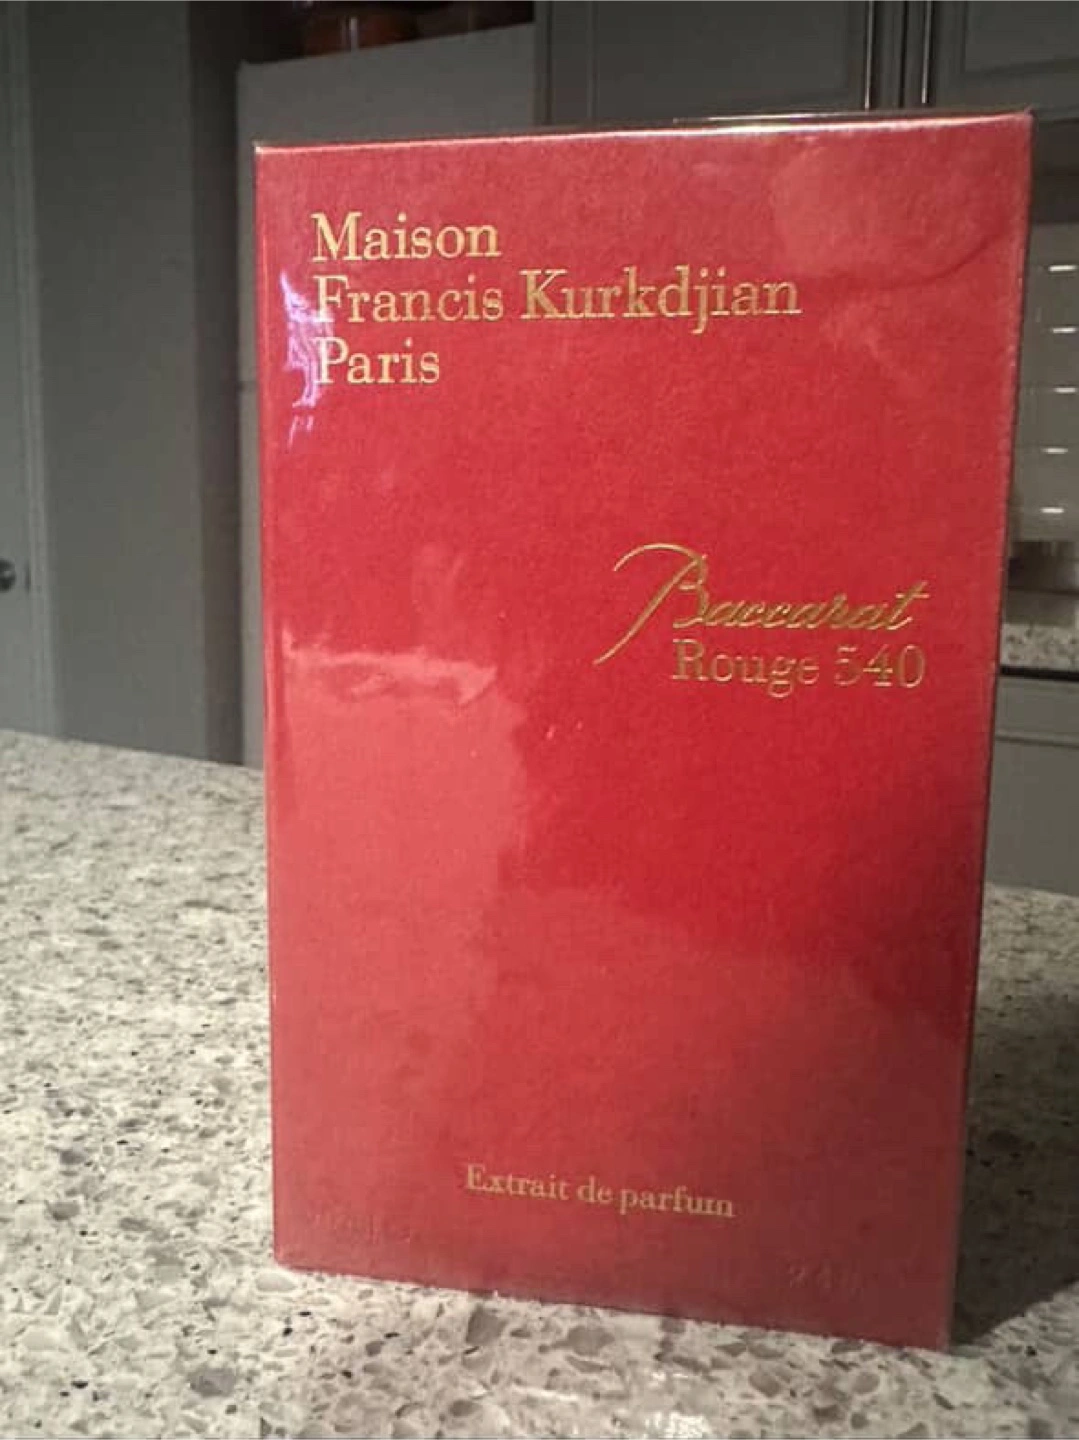 Maison
Francis Kurkdjian
Paris
Baccarat
Rouge 540
Extrait de parfum